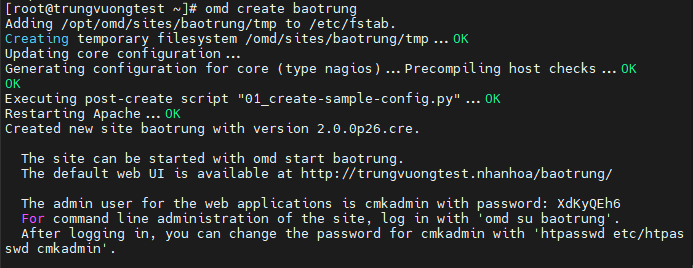 [root@trungvuongtest ~]# omd create baotrung
Adding /opt/omd/sites/baotrung/tmp to /etc/fstab.
Creating temporary filesystem /omd/sites/baotrung/tmp...OK
Updating core configuration...
Generating configuration for core (type nagios)...Precompiling host checks...OK
OK
Executing post-create script "01_create-sample-config.py"...OK
Restarting Apache...OK
Created new site baotrung with version 2.0.0p26.cre.
The site can be started with omd start baotrung.
The default web UI is available at http://trungvuongtest.nhanhoa/baotrung/
The admin user for the web applications is cmkadmin with password: XdKyQEh6
For command line administration of the site, log in with 'omd su baotrung'.
After logging in, you can change the password for cmkadmin with 'htpasswd etc/htpas
swd cmkadmin'.